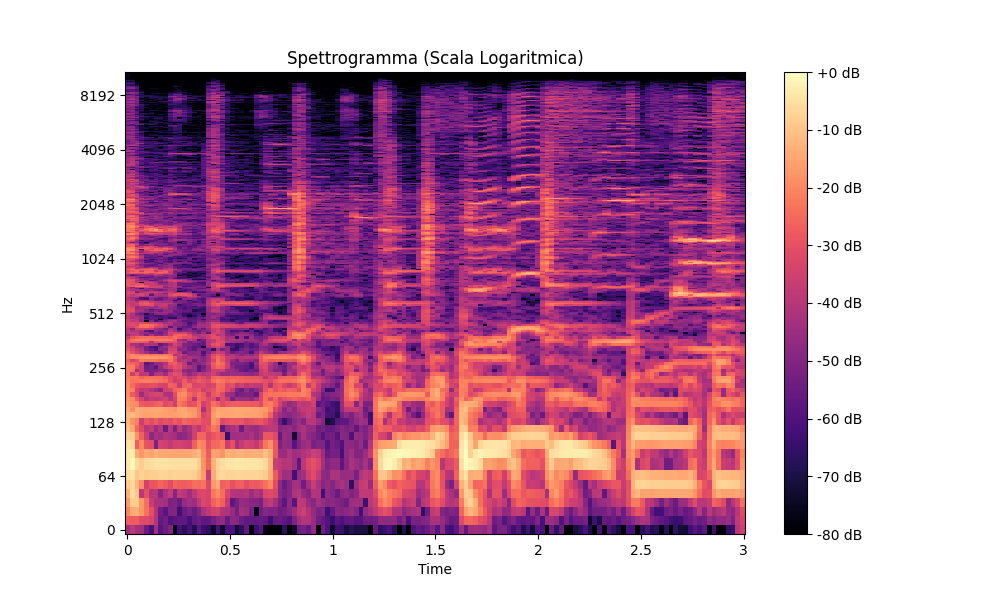 Spettrogramma (Scala Logaritmica)
Hz
8192
4096
2048
1024
512
256
128
64
0
0
0.5
1
1.5
2
2.5
3
Time
+0 dB
-10 dB
-20 dB
-30 dB
-40 dB
-50 dB
-60 dB
-70 dB
-80 dB